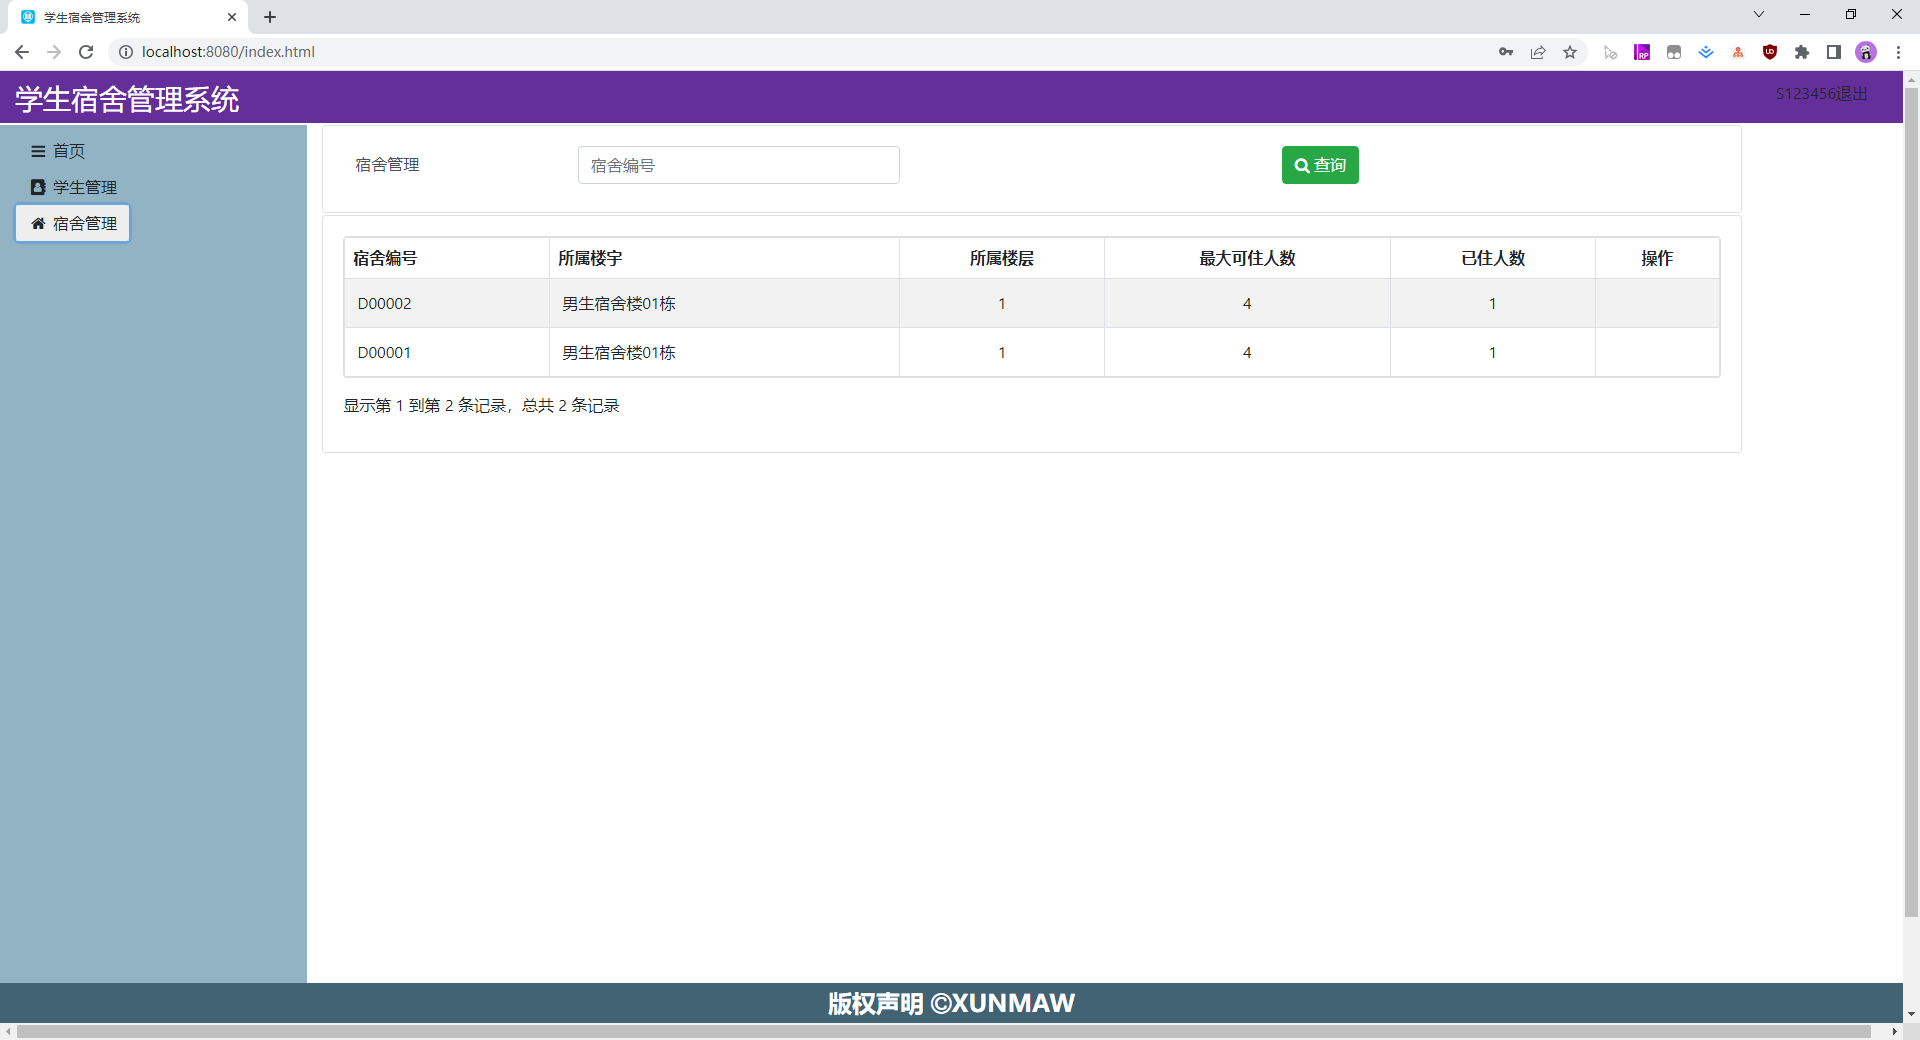 学生宿舍管理系统
localhost:8080/index.html
学生宿舍管理系统
S123456退出
首页
学生管理
宿舍管理
宿舍管理 宿舍编号 查询
宿舍编号 所属楼宇 所属楼层 最大可住人数 已住人数 操作
D00002 男生宿舍楼01栋 1 4 1
D00001 男生宿舍楼01栋 1 4 1
显示第 1 到第 2 条记录，总共 2 条记录
版权声明 ©XUNMAW